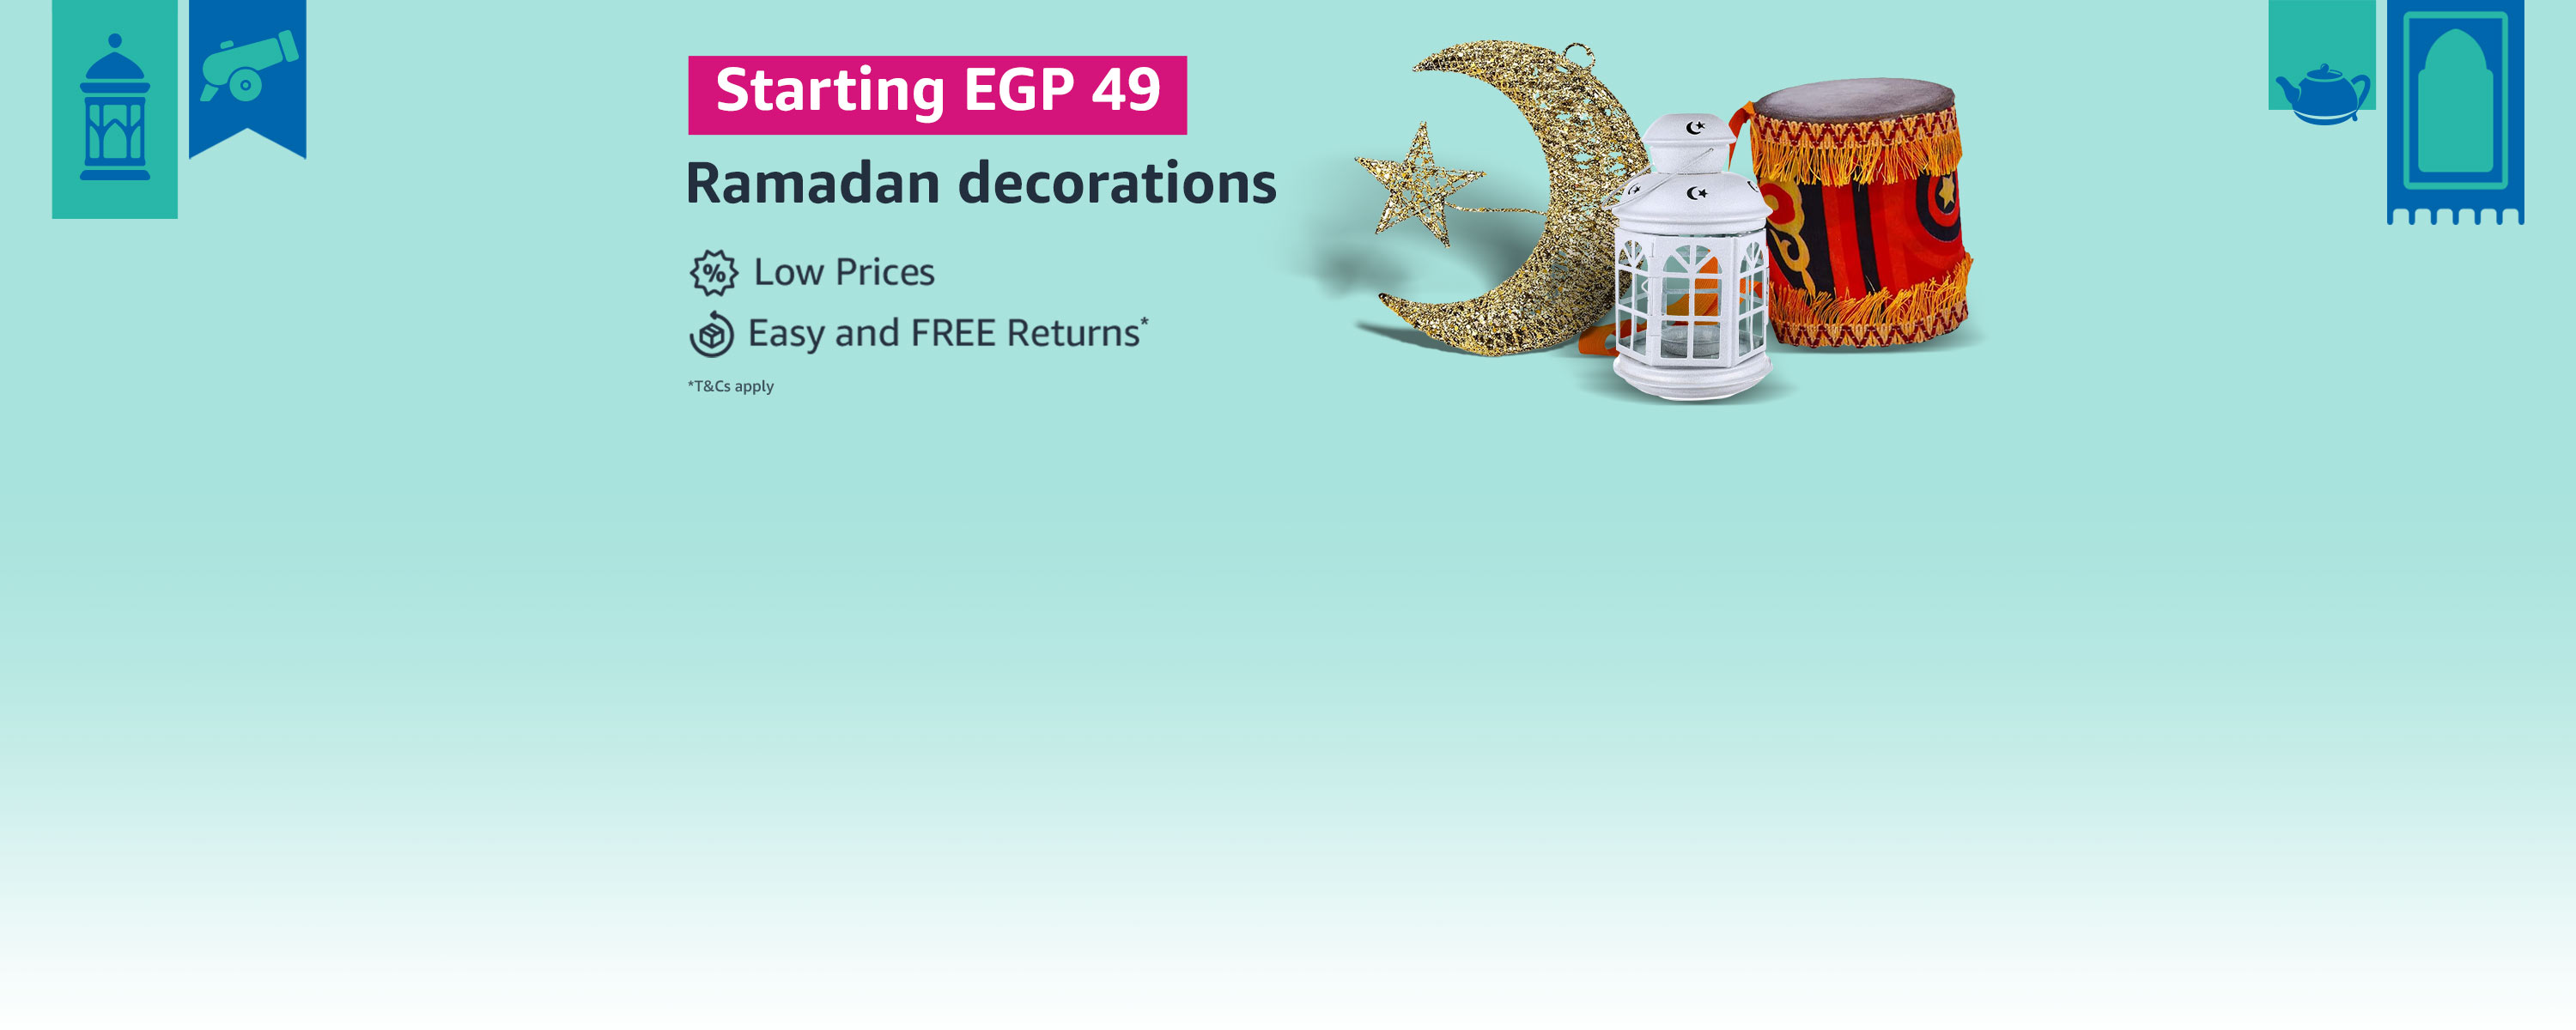 Starting EGP 49
Ramadan decorations
% Low Prices
Easy and FREE Returns*
*T&Cs apply